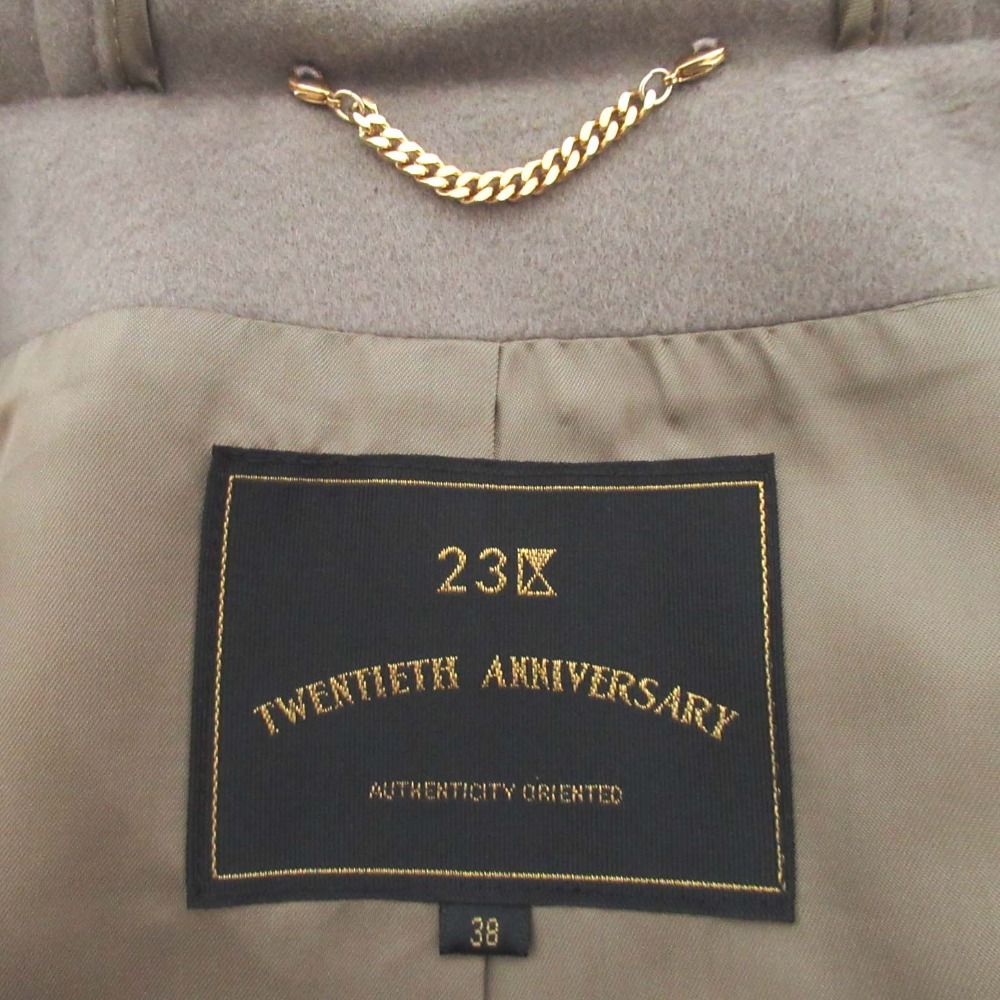 23区
TWENTIETH ANNIVERSARY
AUTHENTICITY ORIENTED
38